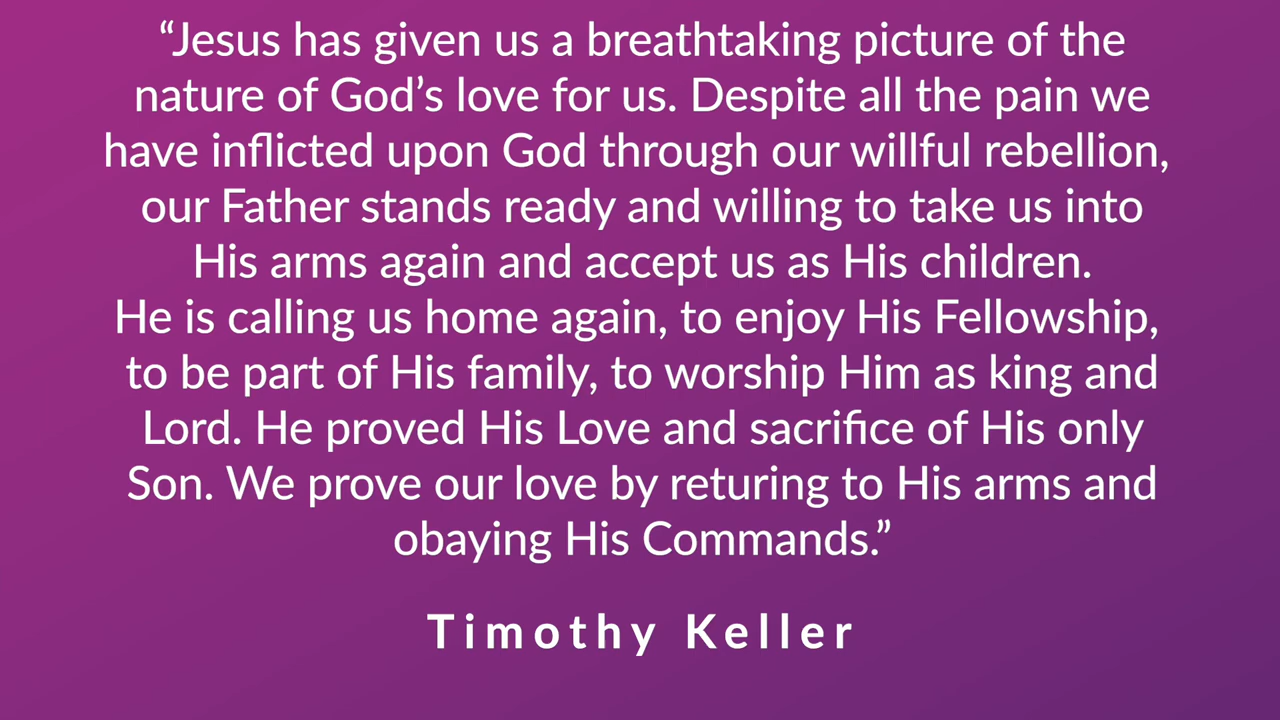 “Jesus has given us a breathtaking picture of the
nature of God’s love for us. Despite all the pain we
have inflicted upon God through our willful rebellion,
our Father stands ready and willing to take us into
His arms again and accept us as His children.
He is calling us home again, to enjoy His Fellowship,
to be part of His family, to worship Him as king and
Lord. He proved His Love and sacrifice of His only
Son. We prove our love by returing to His arms and
obaying His Commands.”
Timothy Keller